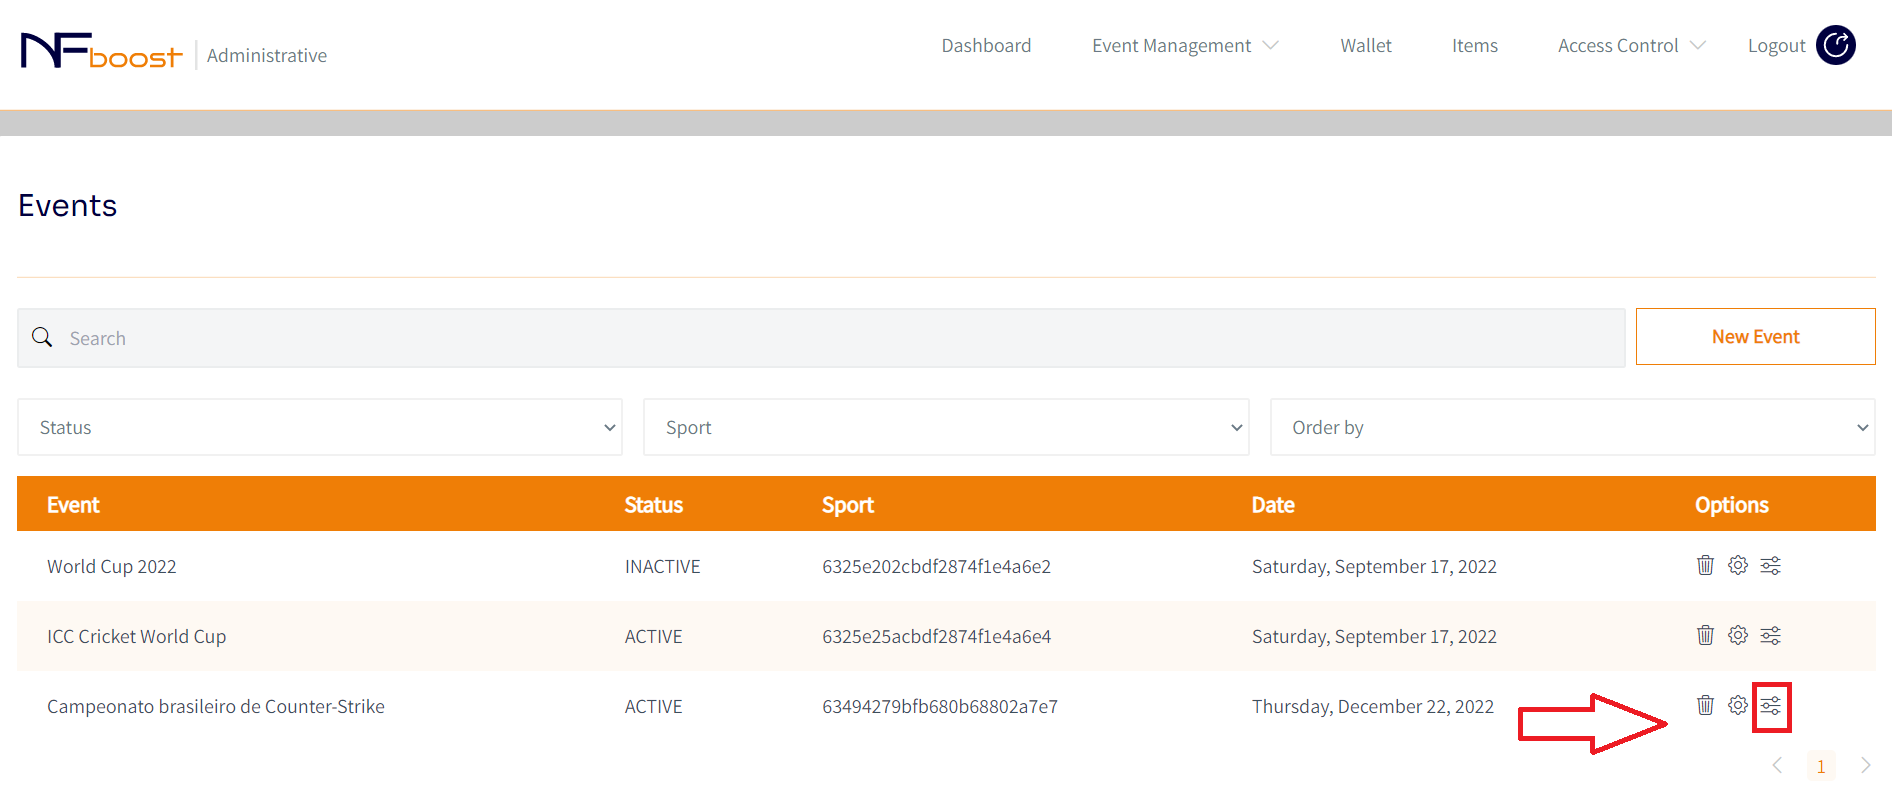 NFboost Administrative Dashboard Event Management Wallet Items Access Control Logout
Events
Search New Event
Status Sport Order by
Event Status Sport Date Options
World Cup 2022 INACTIVE 6325e202cbdf2874f1e4a6e2 Saturday, September 17, 2022
ICC Cricket World Cup ACTIVE 6325e25acbdf2874f1e4a6e4 Saturday, September 17, 2022
Campeonato brasileiro de Counter-Strike ACTIVE 63494279bfb680b68802a7e7 Thursday, December 22, 2022
1